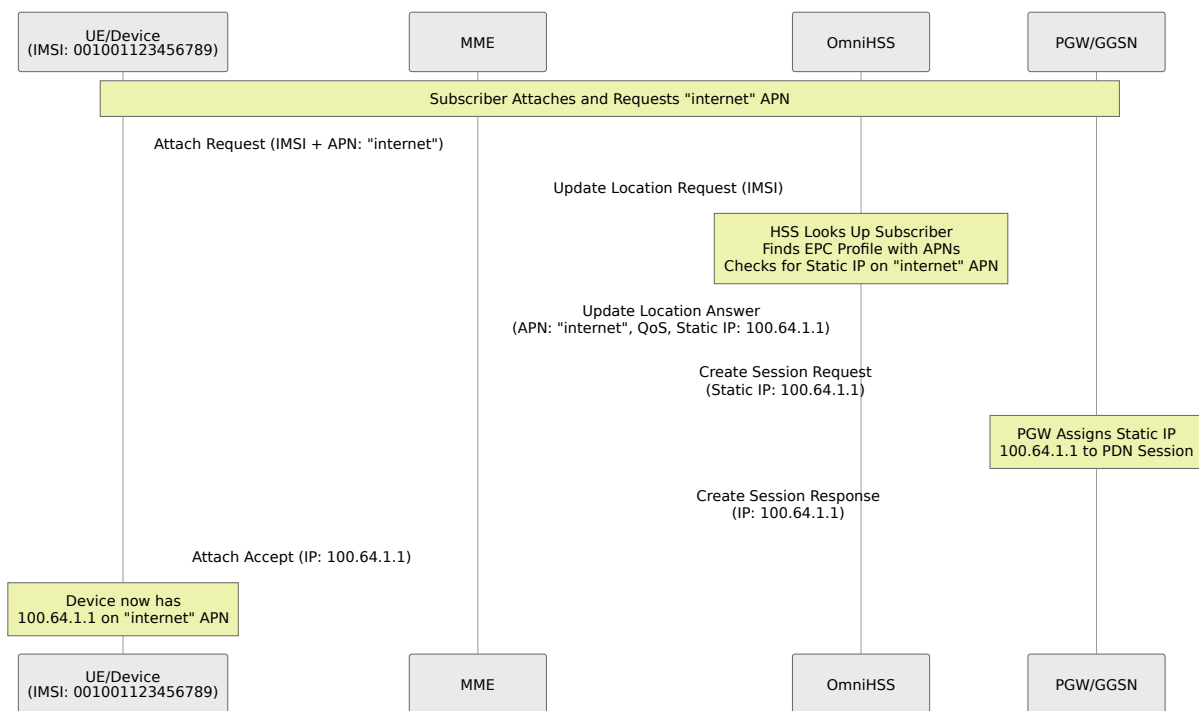 UE/Device
(IMSI: 001001123456789)
MME
OmniHSS
PGW/GGSN
Subscriber Attaches and Requests "internet" APN
Attach Request (IMSI + APN: "internet")
Update Location Request (IMSI)
HSS Looks Up Subscriber
Finds EPC Profile with APNs
Checks for Static IP on "internet" APN
Update Location Answer
(APN: "internet", QoS, Static IP: 100.64.1.1)
Create Session Request
(Static IP: 100.64.1.1)
PGW Assigns Static IP
100.64.1.1 to PDN Session
Create Session Response
(IP: 100.64.1.1)
Attach Accept (IP: 100.64.1.1)
Device now has
100.64.1.1 on "internet" APN
UE/Device
(IMSI: 001001123456789)
MME
OmniHSS
PGW/GGSN